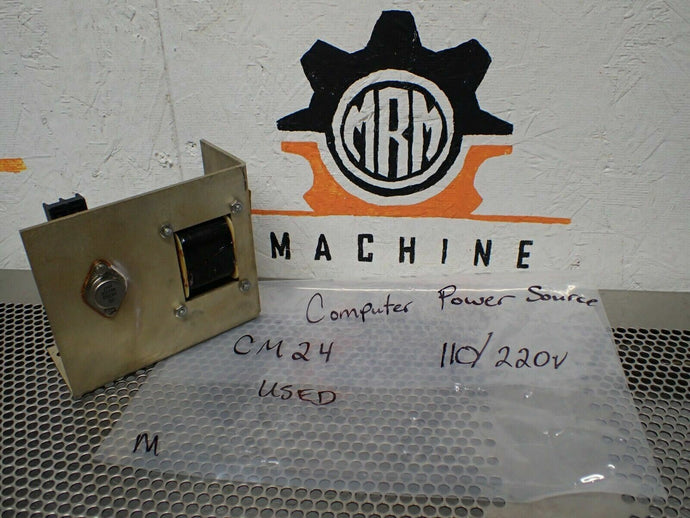 MRM
MACHINE
Computer Power Source
CM24 110/220v
USED
M